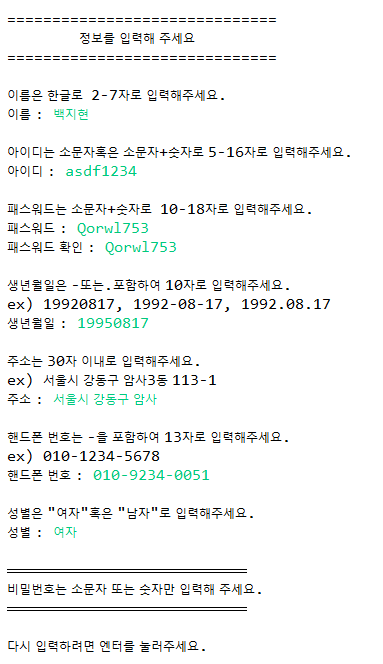 ==============================
정보를 입력해 주세요
==============================
이름은 한글로 2-7자로 입력해주세요.
이름 : 백지현
아이디는 소문자혹은 소문자+숫자로 5-16자로 입력해주세요.
아이디 : asdf1234
패스워드는 소문자+숫자로 10-18자로 입력해주세요.
패스워드 : Qorwl753
패스워드 확인 : Qorwl753
생년월일은 -또는.포함하여 10자로 입력해주세요.
ex) 19920817, 1992-08-17, 1992.08.17
생년월일 : 19950817
주소는 30자 이내로 입력해주세요.
ex) 서울시 강동구 암사3동 113-1
주소 : 서울시 강동구 암사
핸드폰 번호는 -을 포함하여 13자로 입력해주세요.
ex) 010-1234-5678
핸드폰 번호 : 010-9234-0051
성별은 "여자"혹은 "남자"로 입력해주세요.
성별 : 여자
══════════════════════════════
비밀번호는 소문자 또는 숫자만 입력해 주세요.
══════════════════════════════
다시 입력하려면 엔터를 눌러주세요.